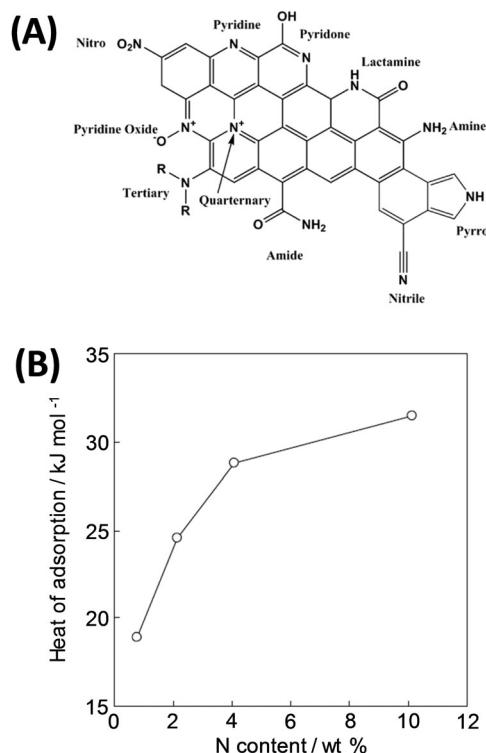 (A)
OH
Pyridine
Pyridone
Nitro
O₂N
N
N
H
N
Lactamine
O
Amine
NH₂
Pyridine Oxide
N⁺
⁻O
N⁺
R
N
R
Tertiary
Quarternary
O
NH₂
Amide
NH
Pyrro
N
Nitrile
(B)
Heat of adsorption / kJ mol ⁻¹
35
30
25
20
15
0
2
4
6
8
10
12
N content / wt %